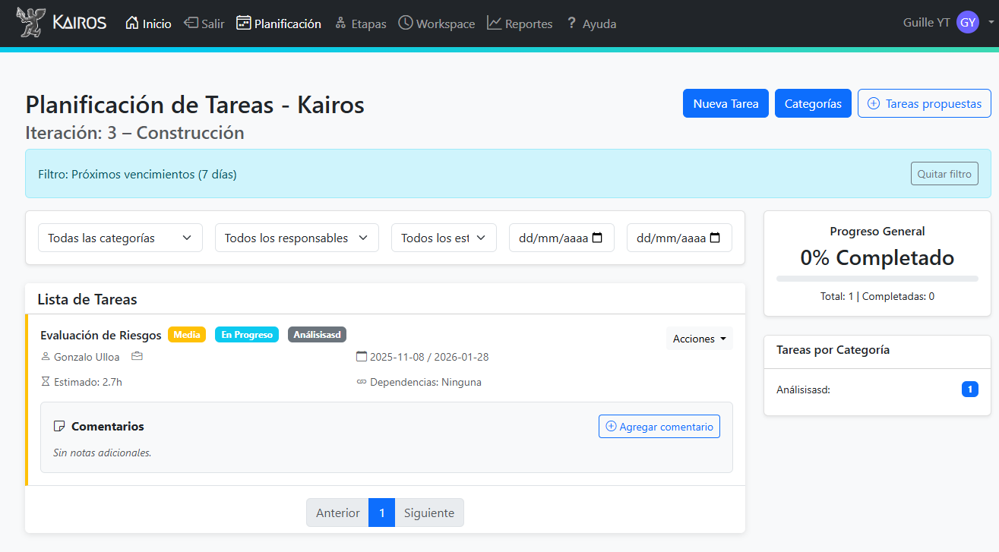 KAIROS Inicio Salir Planificación Etapas Workspace Reportes ? Ayuda Guille YT GY
Planificación de Tareas - Kairos
Nueva Tarea Categorías Tareas propuestas
Iteración: 3 – Construcción
Filtro: Próximos vencimientos (7 días) Quitar filtro
Todas las categorías Todos los responsables Todos los est dd/mm/aaaa dd/mm/aaaa
Progreso General
0% Completado
Total: 1 | Completadas: 0
Lista de Tareas
Evaluación de Riesgos Media En Progreso Análisisasd Acciones
Gonzalo Ulloa 2025-11-08 / 2026-01-28
Estimado: 2.7h Dependencias: Ninguna
Comentarios Agregar comentario
Sin notas adicionales.
Anterior 1 Siguiente
Tareas por Categoría
Análisisasd: 1